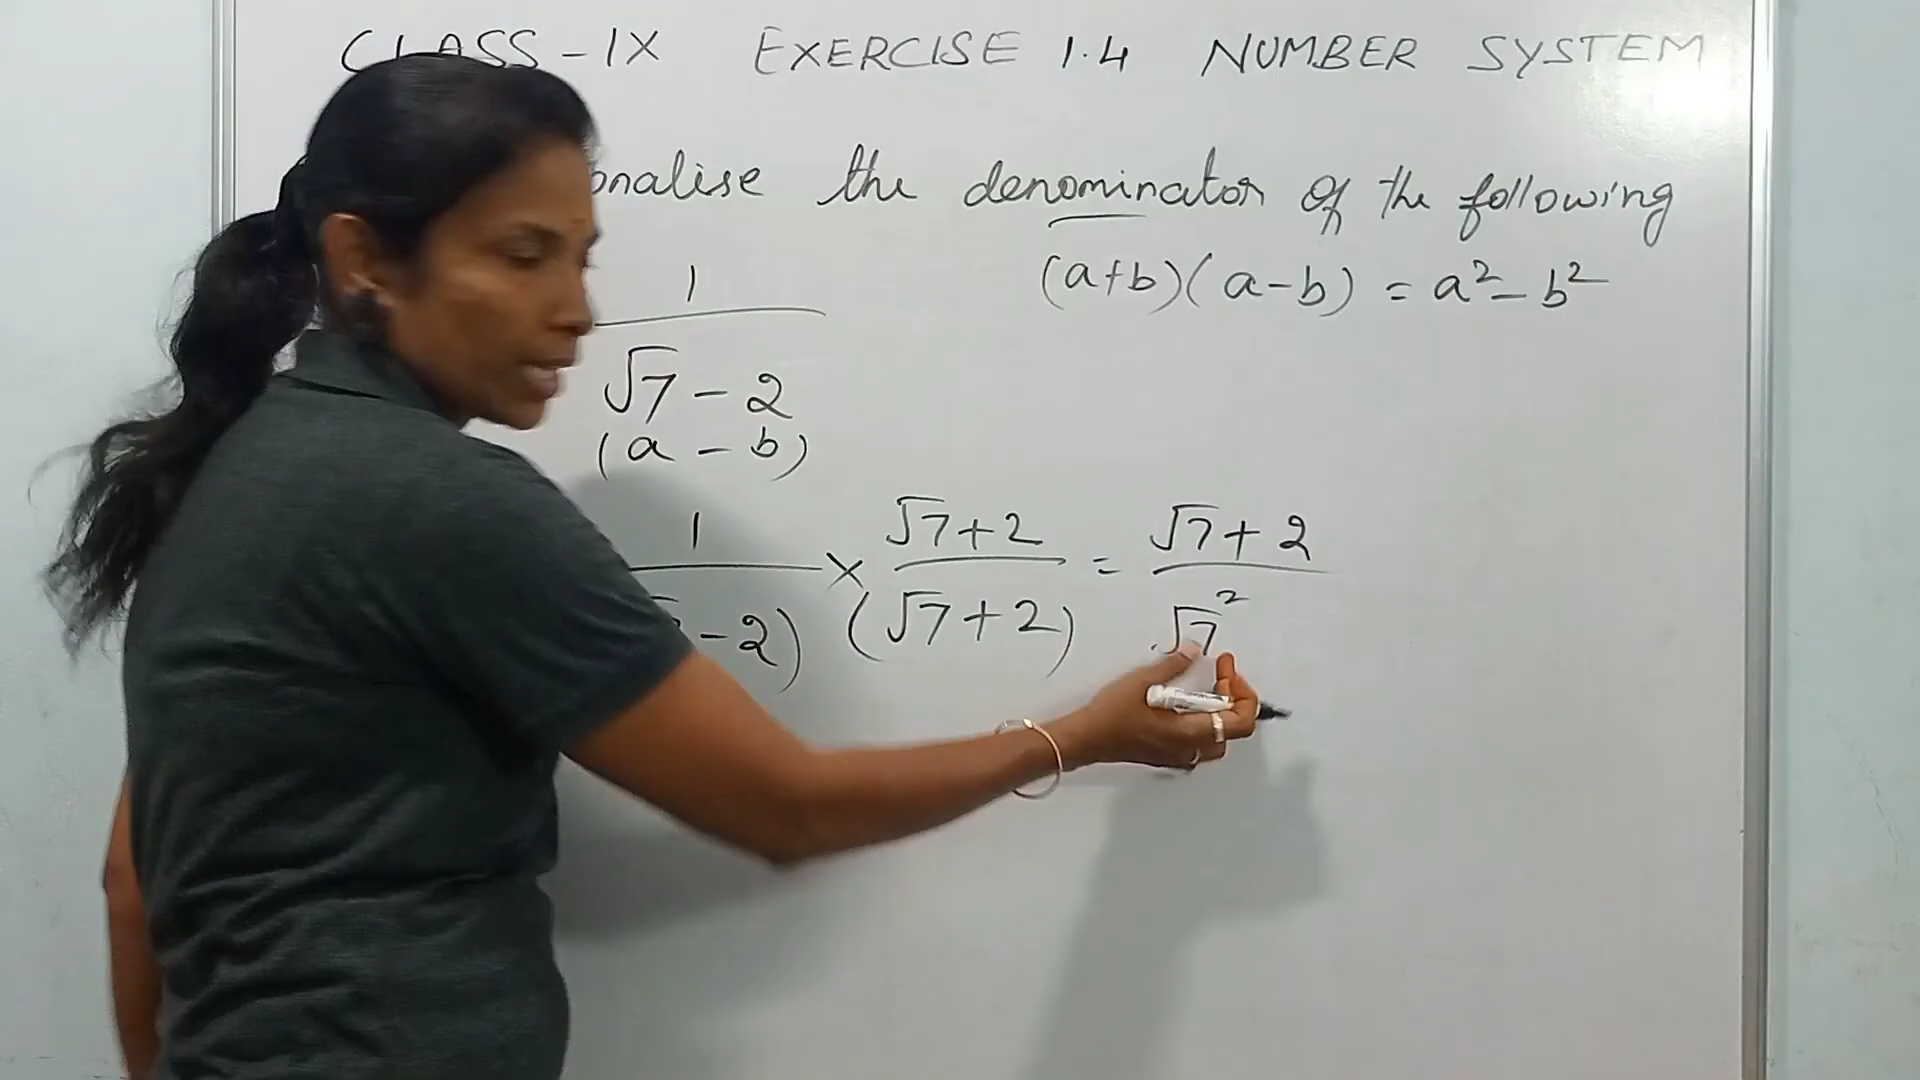 CLASS - IX EXERCISE 1.4 NUMBER SYSTEM
onalise the denominator of the following
(a+b)(a-b) = a² - b²
1
√7 - 2
(a - b)
1 × √7+2 = √7 + 2
- 2) (√7 + 2) √7²